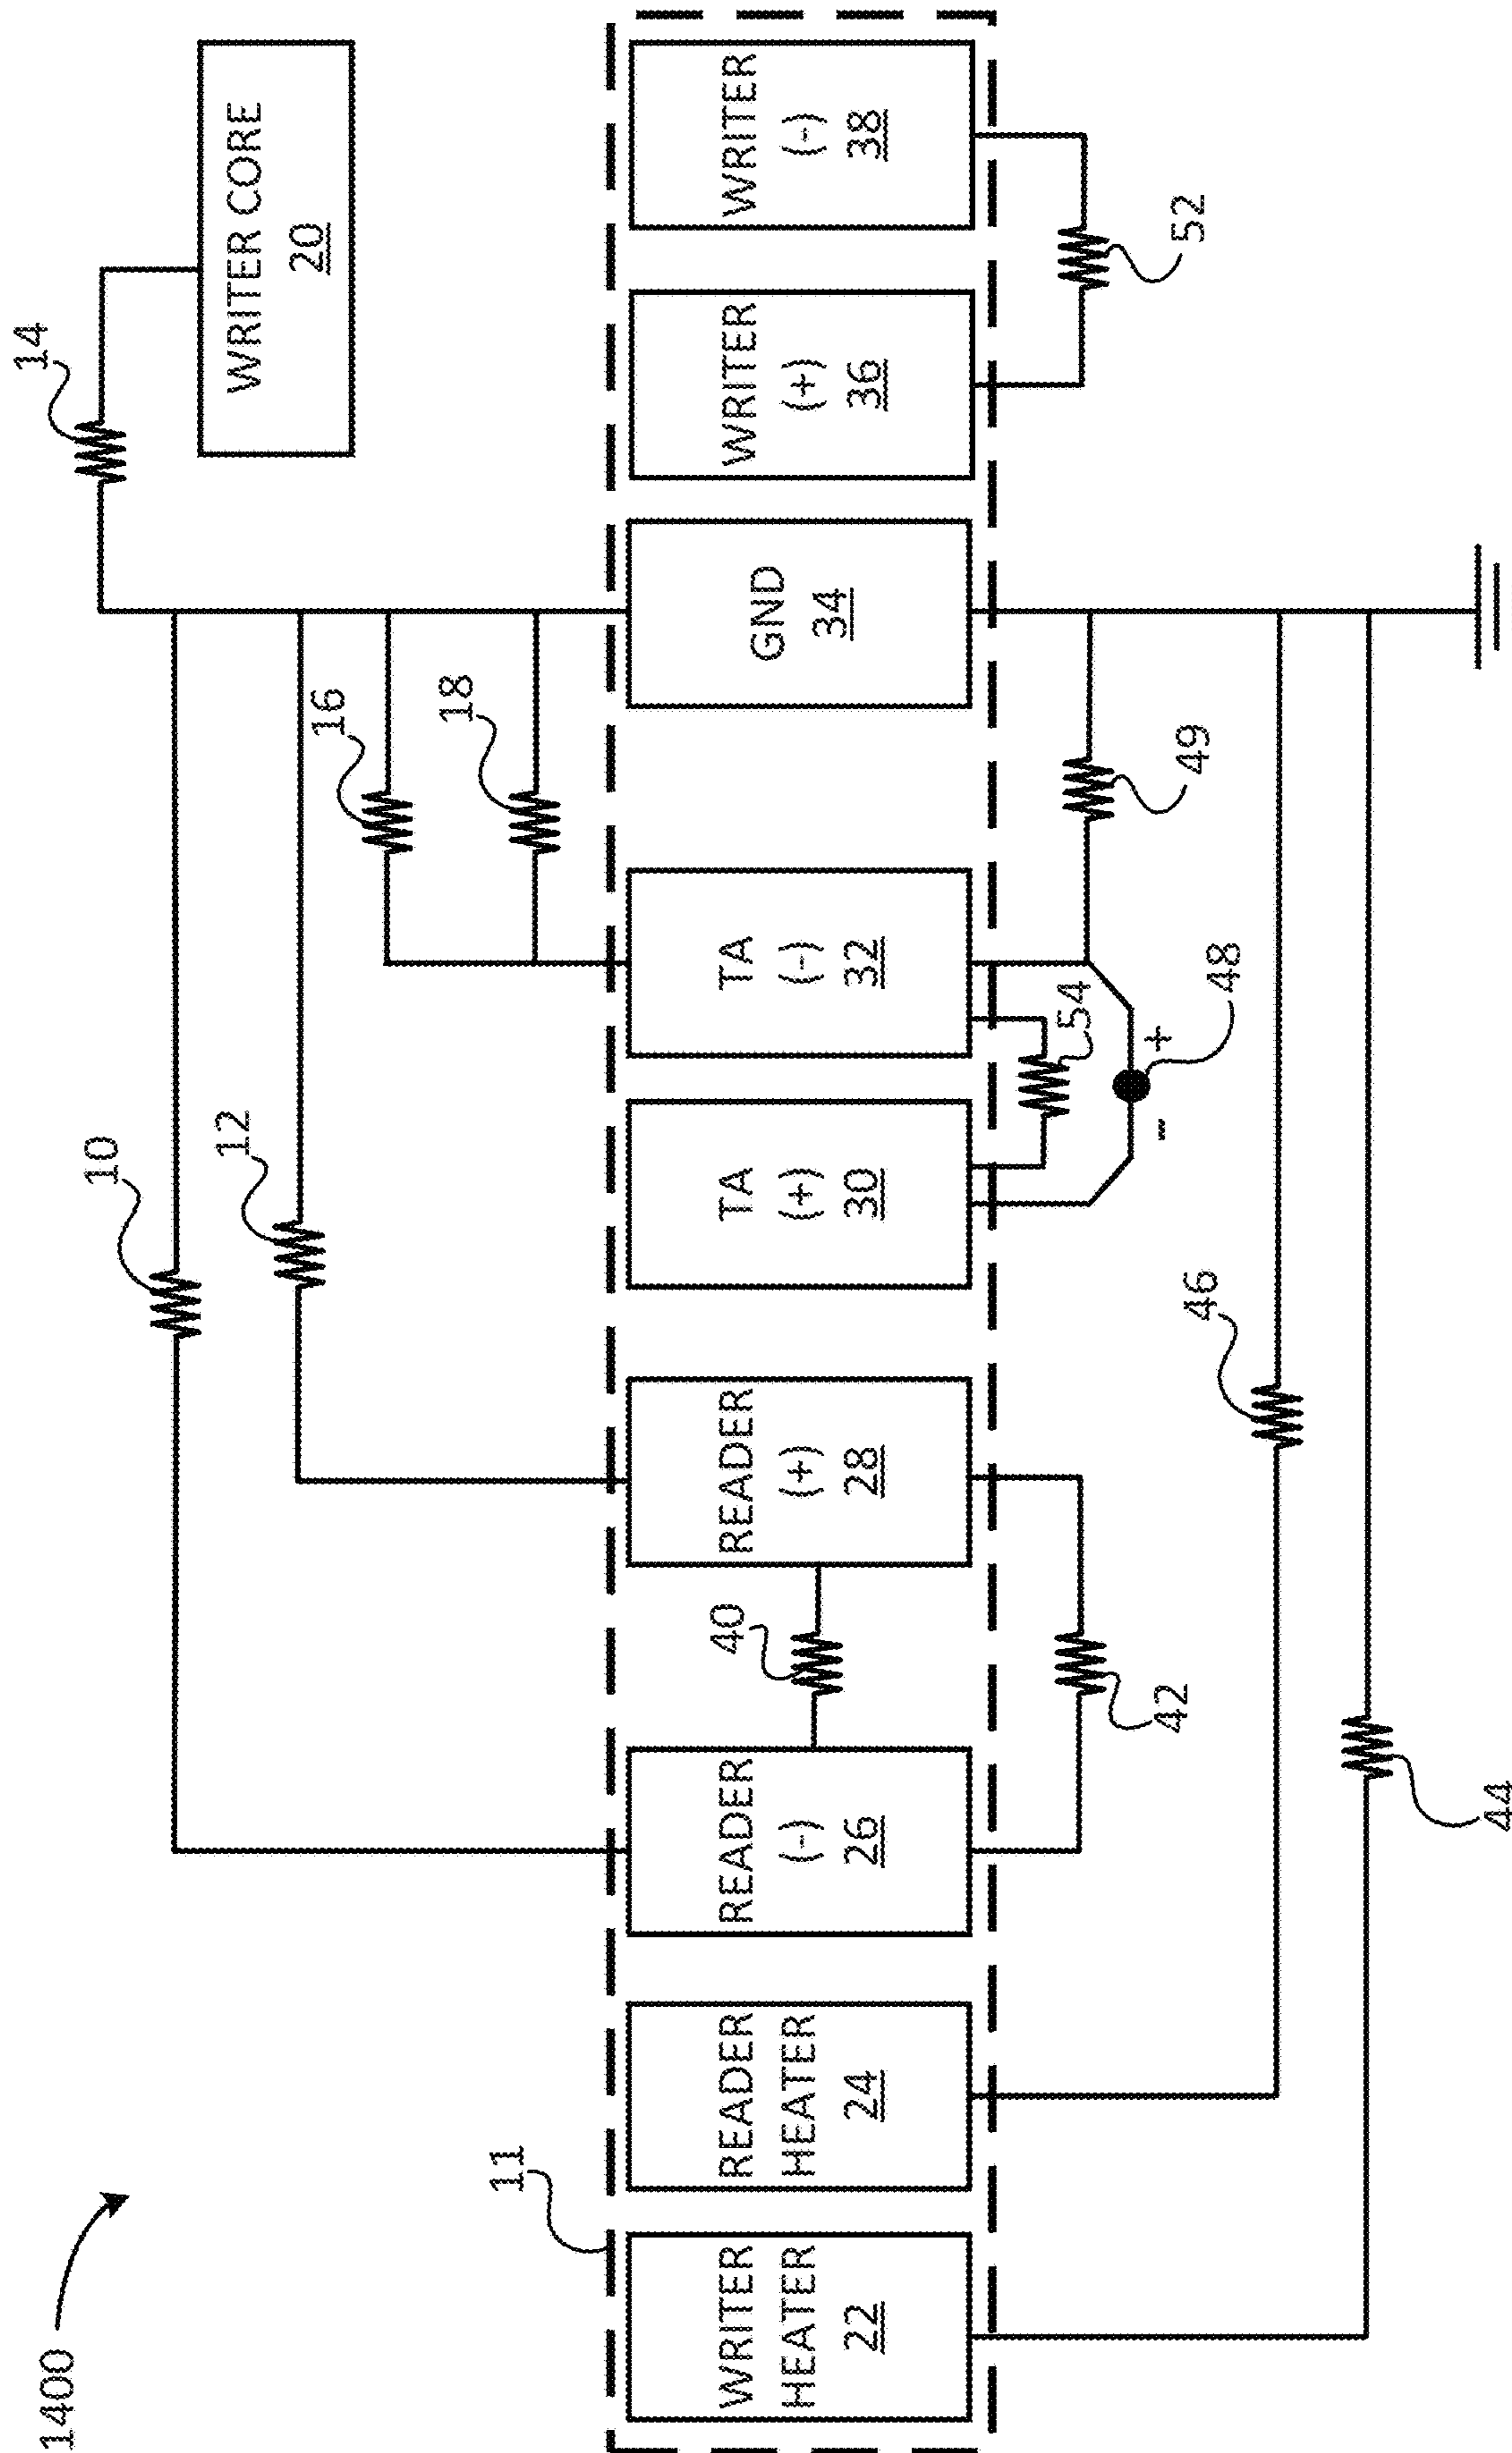 1400
10
12
14
16
18
WRITER CORE
20
11
WRITER
HEATER
22
READER
HEATER
24
READER
(-)
26
40
READER
(+)
28
TA
(+)
30
TA
(-)
32
GND
34
WRITER
(+)
36
WRITER
(-)
38
42
54
-
+
48
49
52
46
44